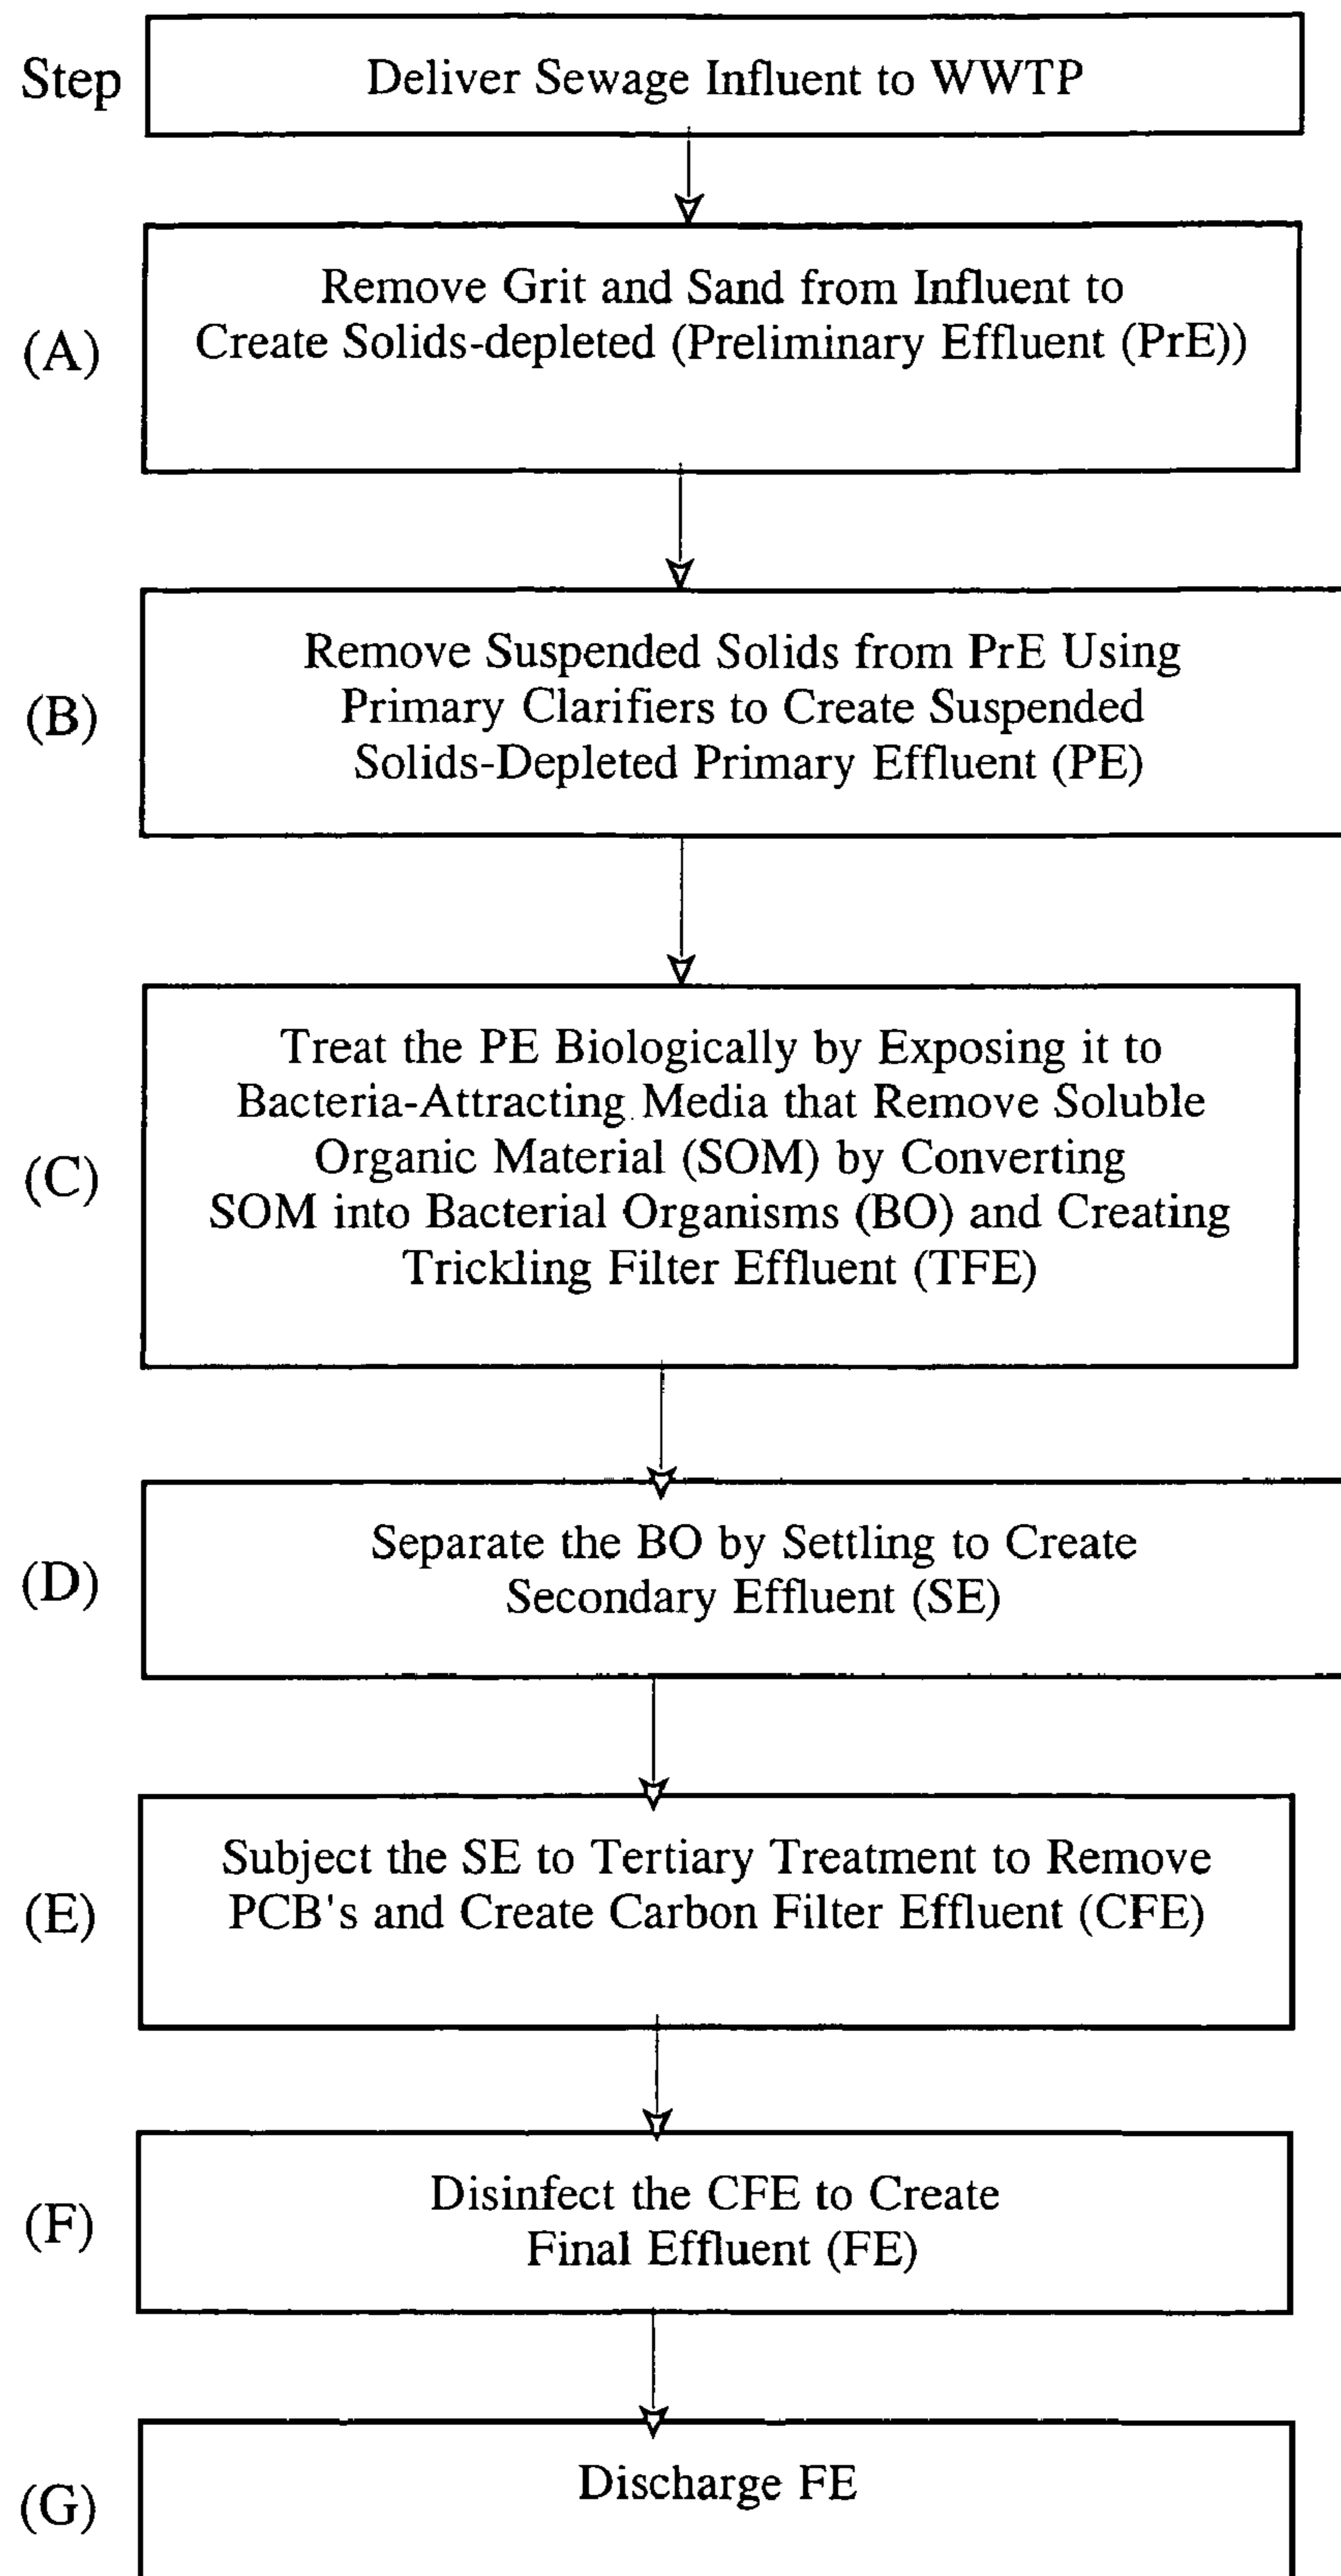 Step
Deliver Sewage Influent to WWTP
(A)
Remove Grit and Sand from Influent to
Create Solids-depleted (Preliminary Effluent (PrE))
(B)
Remove Suspended Solids from PrE Using
Primary Clarifiers to Create Suspended
Solids-Depleted Primary Effluent (PE)
(C)
Treat the PE Biologically by Exposing it to
Bacteria-Attracting Media that Remove Soluble
Organic Material (SOM) by Converting
SOM into Bacterial Organisms (BO) and Creating
Trickling Filter Effluent (TFE)
(D)
Separate the BO by Settling to Create
Secondary Effluent (SE)
(E)
Subject the SE to Tertiary Treatment to Remove
PCB's and Create Carbon Filter Effluent (CFE)
(F)
Disinfect the CFE to Create
Final Effluent (FE)
(G)
Discharge FE